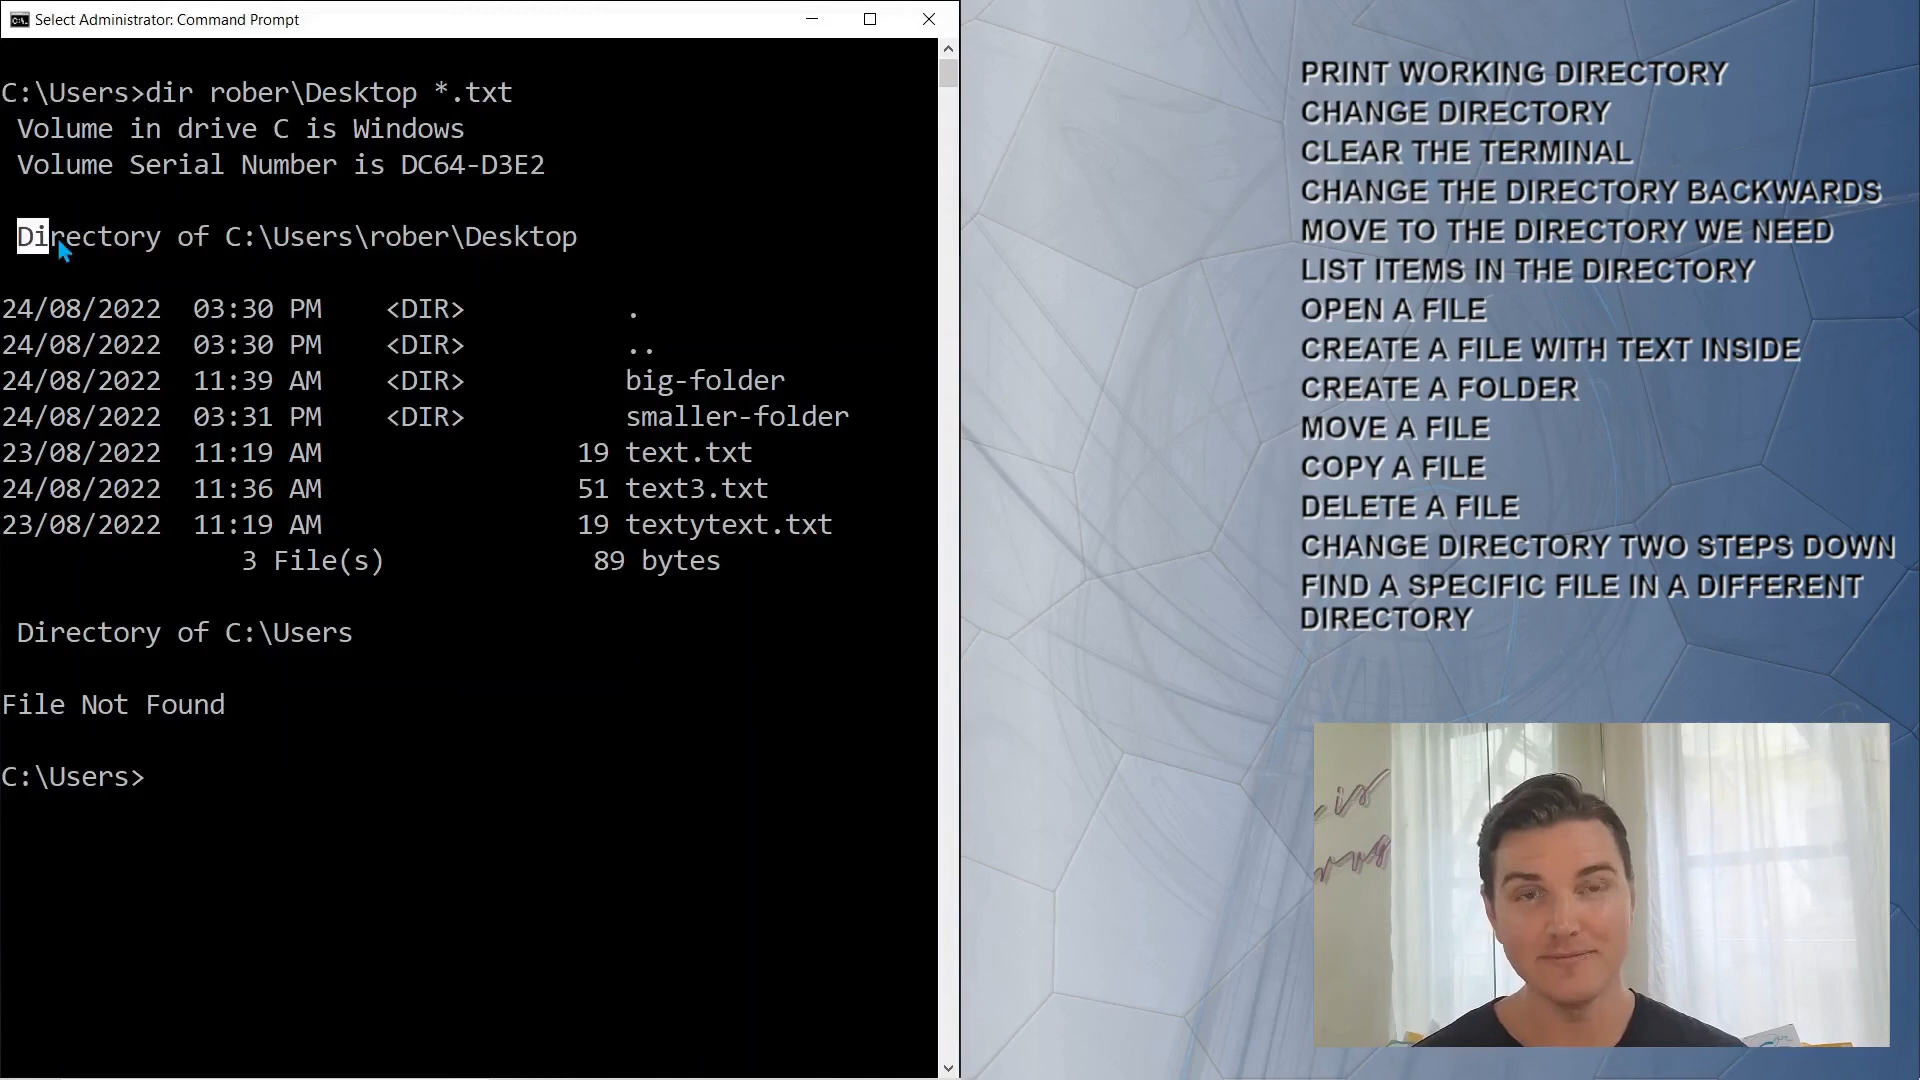 Select Administrator: Command Prompt
C:\Users>dir rober\Desktop *.txt
Volume in drive C is Windows
Volume Serial Number is DC64-D3E2
Directory of C:\Users\rober\Desktop
24/08/2022 03:30 PM <DIR> .
24/08/2022 03:30 PM <DIR> ..
24/08/2022 11:39 AM <DIR> big-folder
24/08/2022 03:31 PM <DIR> smaller-folder
23/08/2022 11:19 AM 19 text.txt
24/08/2022 11:36 AM 51 text3.txt
23/08/2022 11:19 AM 19 textytext.txt
3 File(s) 89 bytes
Directory of C:\Users
File Not Found
C:\Users>
PRINT WORKING DIRECTORY
CHANGE DIRECTORY
CLEAR THE TERMINAL
CHANGE THE DIRECTORY BACKWARDS
MOVE TO THE DIRECTORY WE NEED
LIST ITEMS IN THE DIRECTORY
OPEN A FILE
CREATE A FILE WITH TEXT INSIDE
CREATE A FOLDER
MOVE A FILE
COPY A FILE
DELETE A FILE
CHANGE DIRECTORY TWO STEPS DOWN
FIND A SPECIFIC FILE IN A DIFFERENT
DIRECTORY